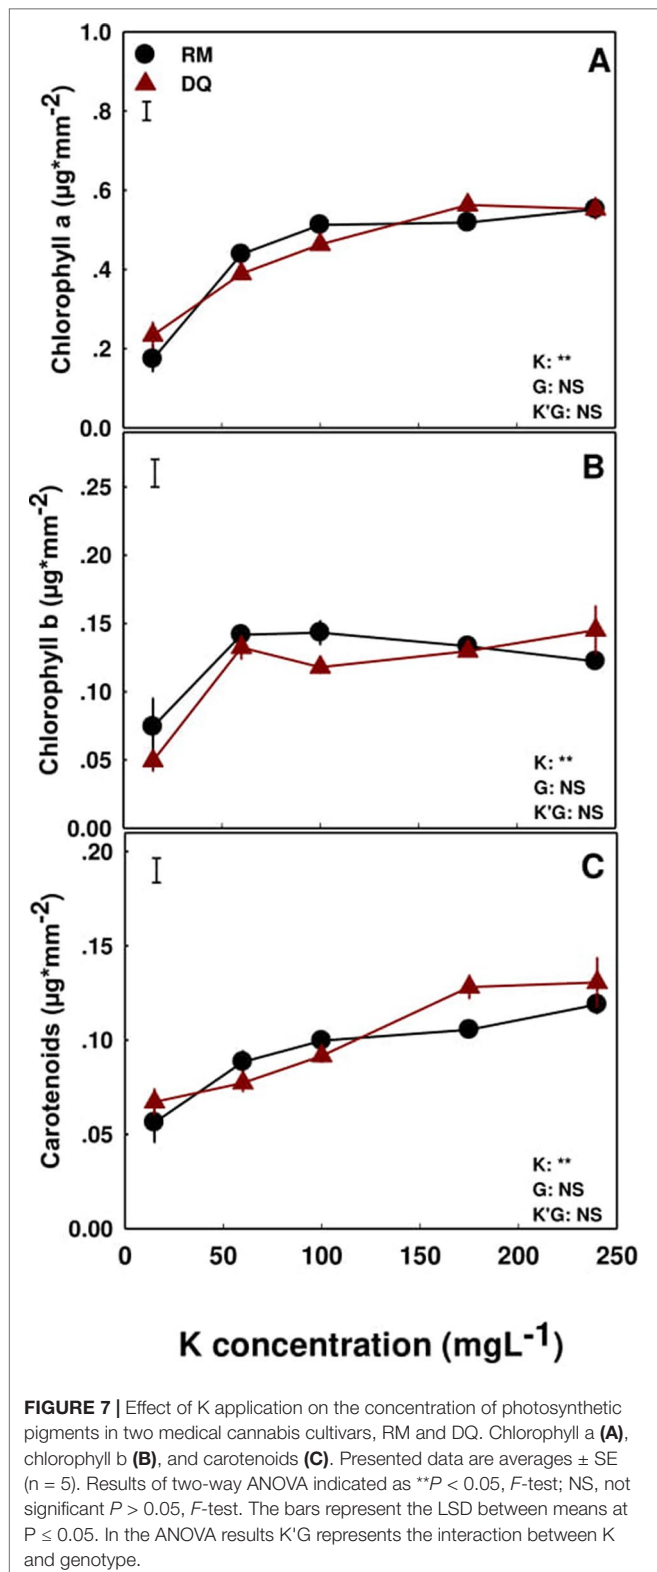 1.0
RM
A
DQ
.8
.6
.4
.2
0.0
Chlorophyll a (µg*mm-2)
K: **
G: NS
K'G: NS
B
.25
.20
.15
.10
.05
0.00
Chlorophyll b (µg*mm-2)
K: **
G: NS
K'G: NS
.20
C
.15
.10
.05
0.00
Carotenoids (µg*mm-2)
K: **
G: NS
K'G: NS
0 50 100 150 200 250
K concentration (mgL-1)
FIGURE 7 | Effect of K application on the concentration of photosynthetic
pigments in two medical cannabis cultivars, RM and DQ. Chlorophyll a (A),
chlorophyll b (B), and carotenoids (C). Presented data are averages ± SE
(n = 5). Results of two-way ANOVA indicated as **P < 0.05, F-test; NS, not
significant P > 0.05, F-test. The bars represent the LSD between means at
P ≤ 0.05. In the ANOVA results K'G represents the interaction between K
and genotype.